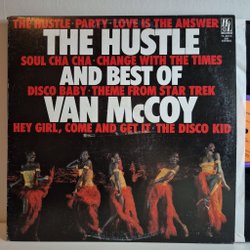 THE HUSTLE · PARTY · LOVE IS THE ANSWER
THE HUSTLE
SOUL CHA CHA · CHANGE WITH THE TIMES
AND BEST OF
DISCO BABY · THEME FROM STAR TREK
VAN McCOY
HEY GIRL, COME AND GET IT · THE DISCO KID